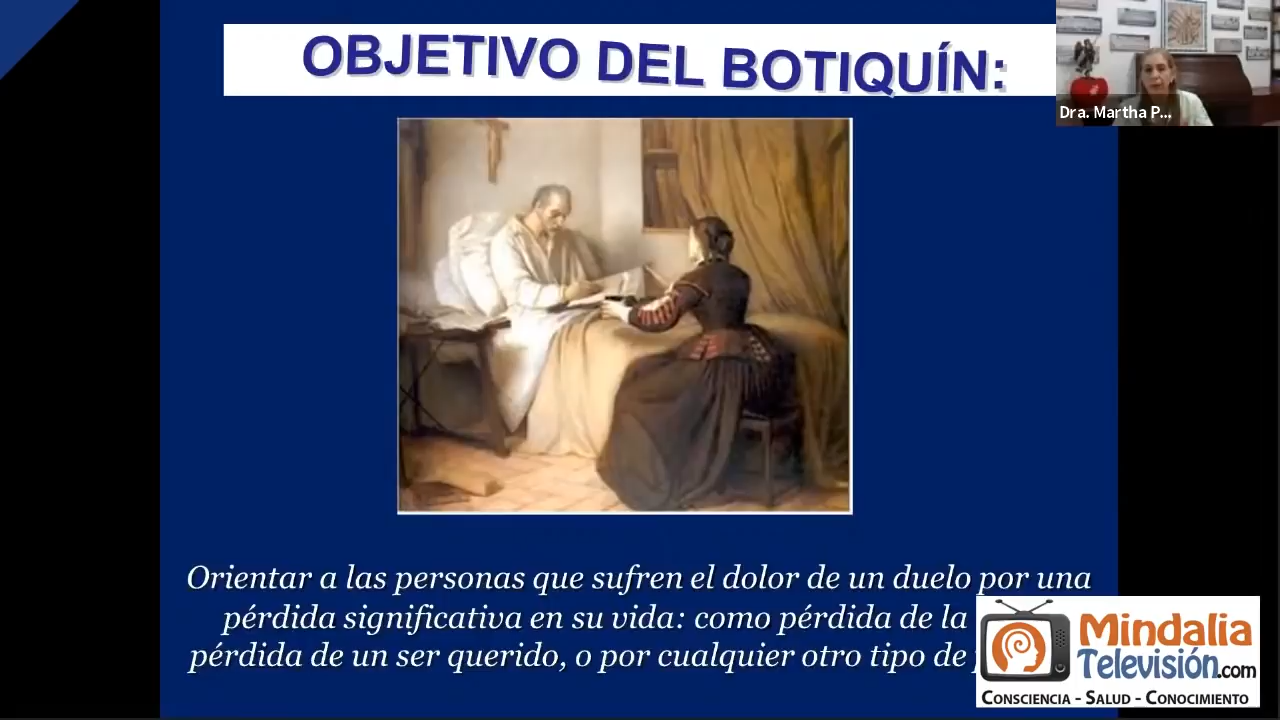 OBJETIVO DEL BOTIQUÍN:
Dra. Martha P...
Orientar a las personas que sufren el dolor de un duelo por una
pérdida significativa en su vida: como pérdida de la
pérdida de un ser querido, o por cualquier otro tipo de
Mindalia
Televisión.com
CONSCIENCIA - SALUD - CONOCIMIENTO